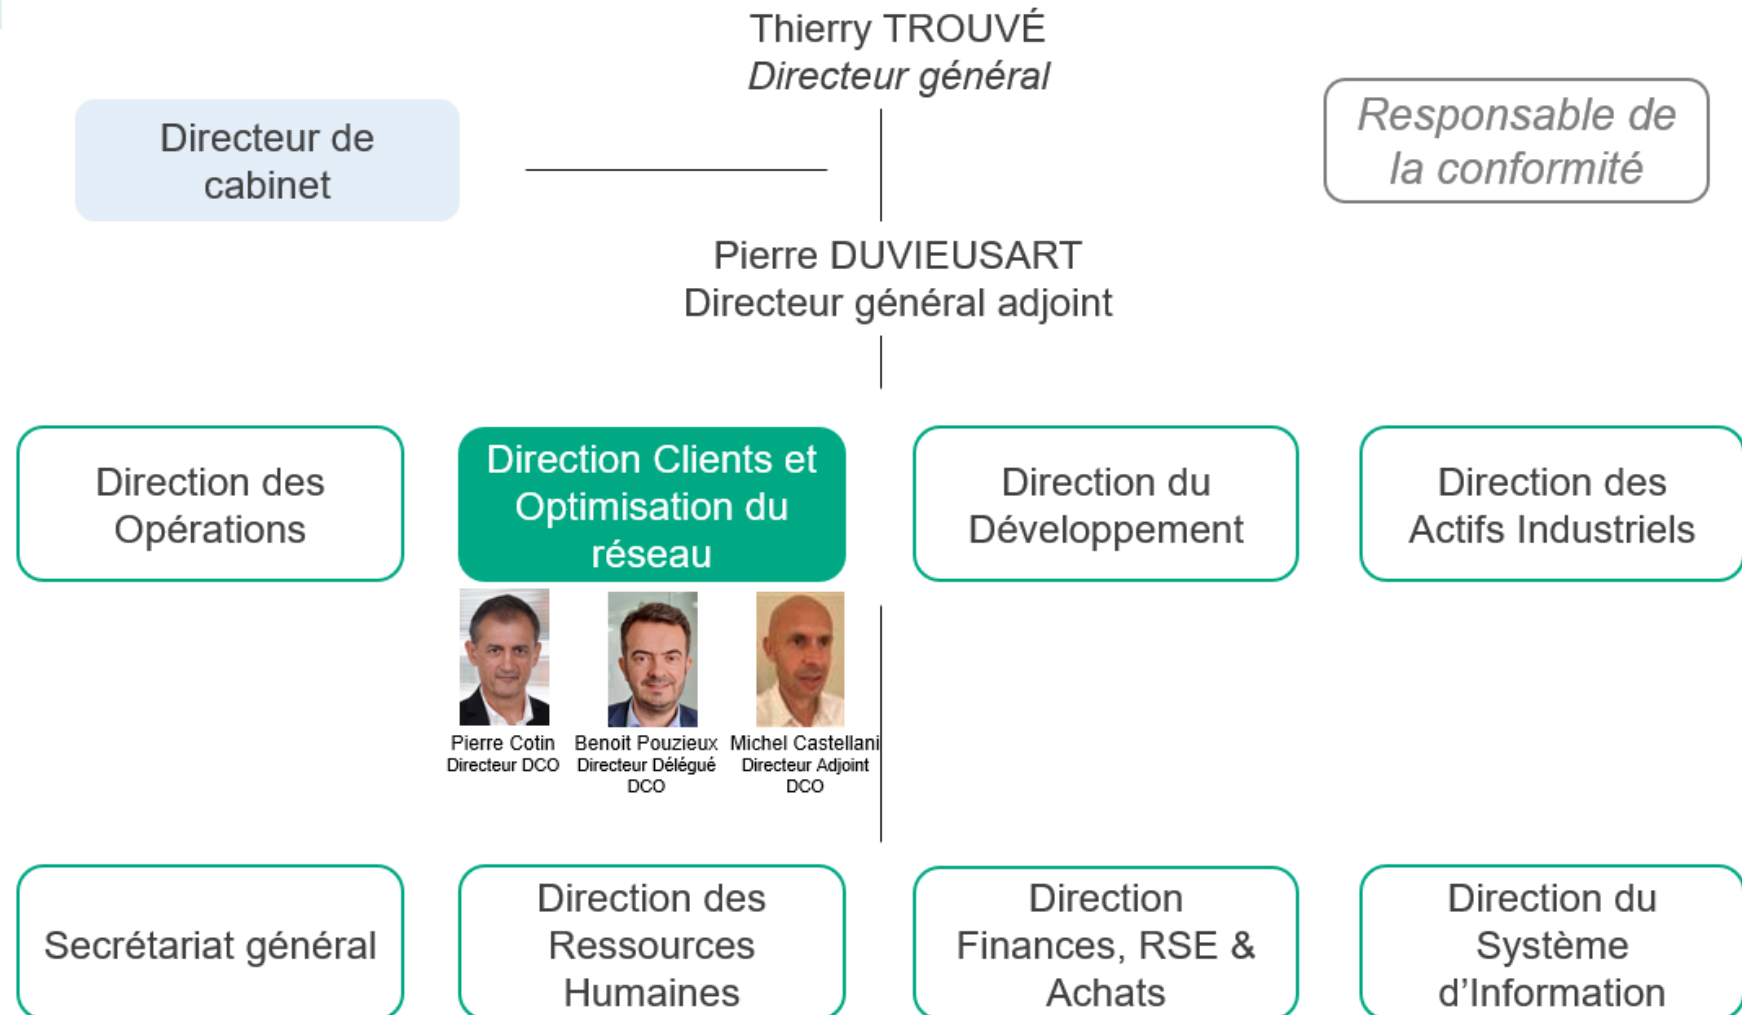 Thierry TROUVÉ
Directeur général
Directeur de
cabinet
Responsable de
la conformité
Pierre DUVIEUSART
Directeur général adjoint
Direction des
Opérations
Direction Clients et
Optimisation du
réseau
Direction du
Développement
Direction des
Actifs Industriels
Pierre Cotin
Directeur DCO
Benoit Pouzieux
Directeur Délégué
DCO
Michel Castellani
Directeur Adjoint
DCO
Secrétariat général
Direction des
Ressources
Humaines
Direction
Finances, RSE &
Achats
Direction du
Système
d’Information